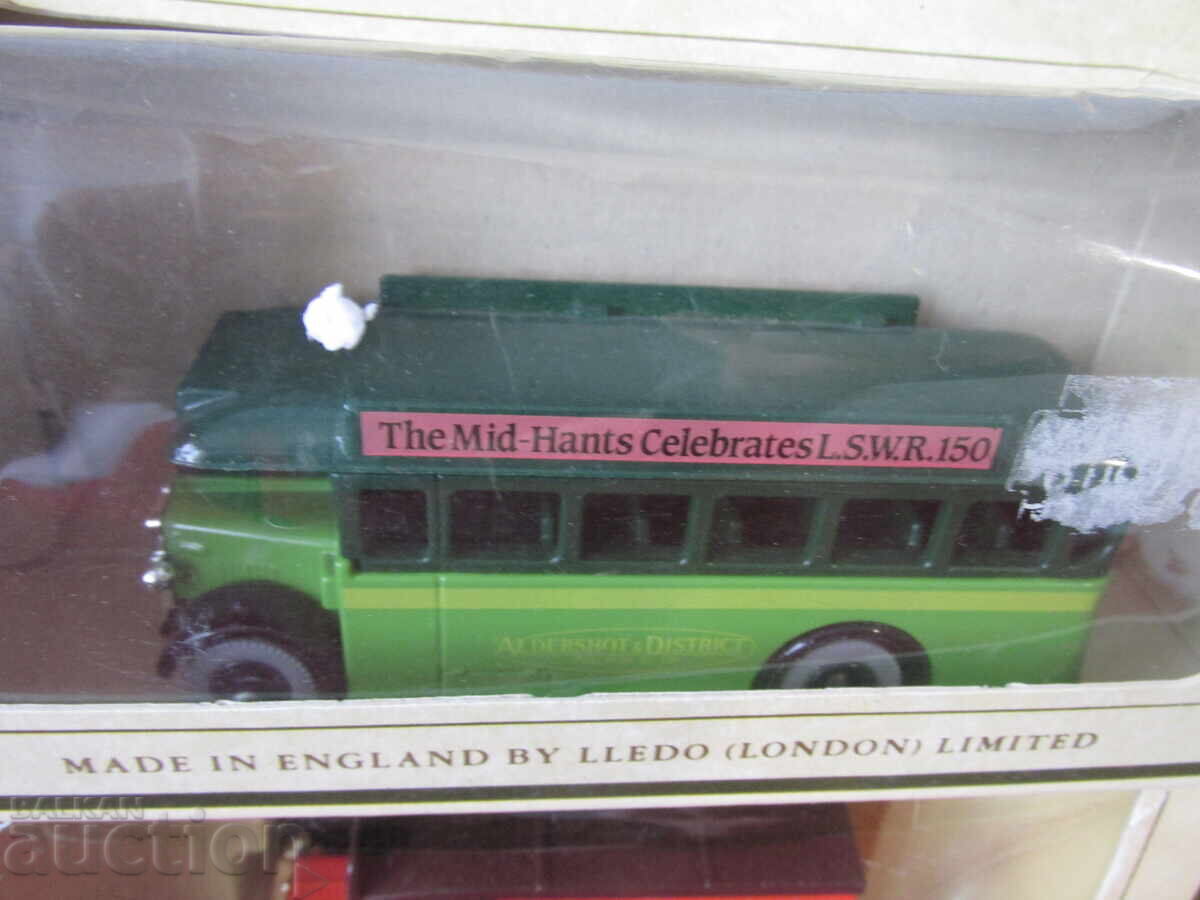 The Mid-Hants Celebrates L.S.W.R. 150
ALDERSHOT & DISTRICT
MADE IN ENGLAND BY LLEDO (LONDON) LIMITED
BALKAN
auction